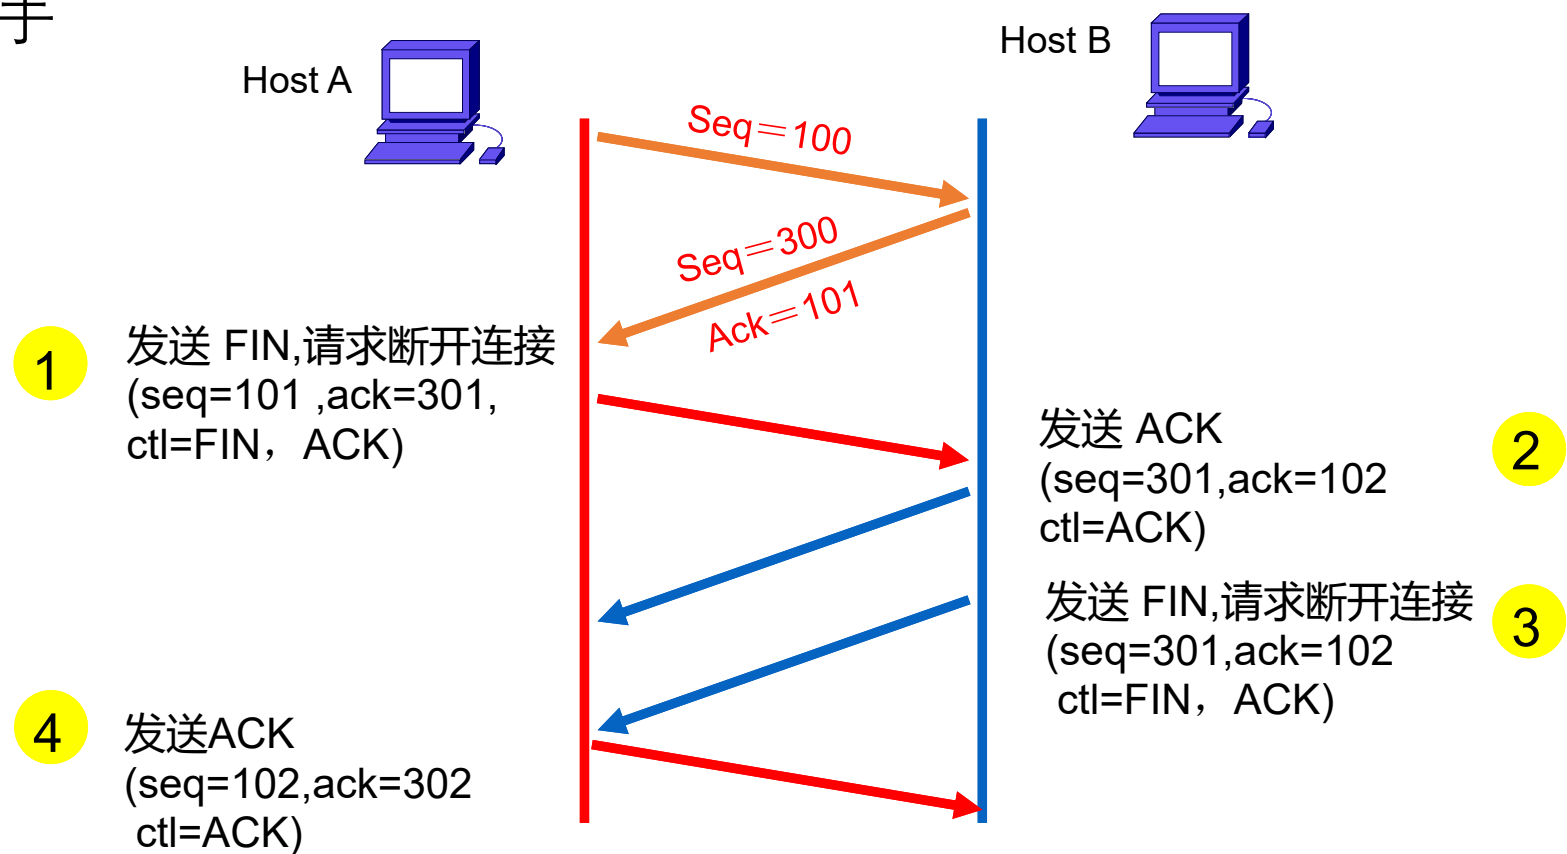 手
Host A
Host B
Seq＝100
Seq＝300
Ack＝101
1
发送 FIN,请求断开连接
(seq=101 ,ack=301,
ctl=FIN，ACK)
发送 ACK
(seq=301,ack=102
ctl=ACK)
2
发送 FIN,请求断开连接
(seq=301,ack=102
ctl=FIN，ACK)
3
4
发送ACK
(seq=102,ack=302
ctl=ACK)